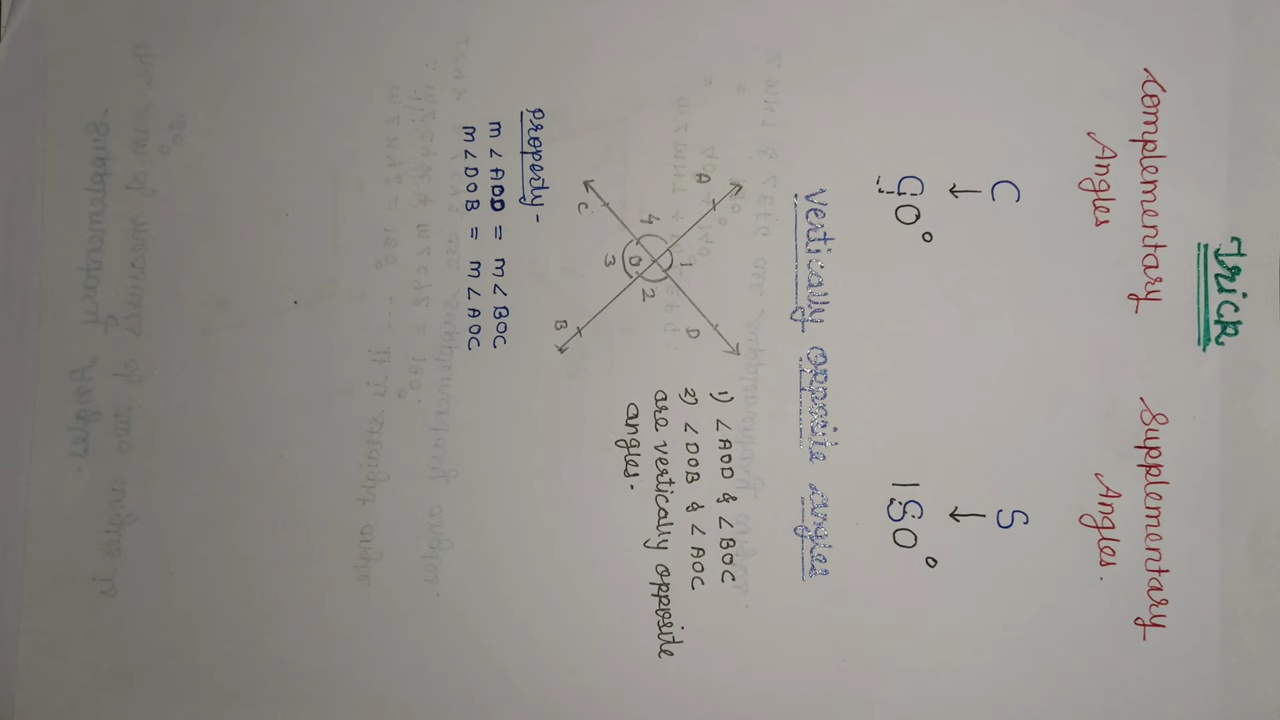 Trick
Complementary
Angles
Supplementary
Angles.
C
↓
90°
S
↓
180°
vertically opposite angles
A
D
1
4
2
O
3
C
B
1) ∠AOD & ∠BOC
2) ∠DOB & ∠AOC
are vertically opposite
angles-
Property-
m∠AOD = m∠BOC
m∠DOB = m∠AOC